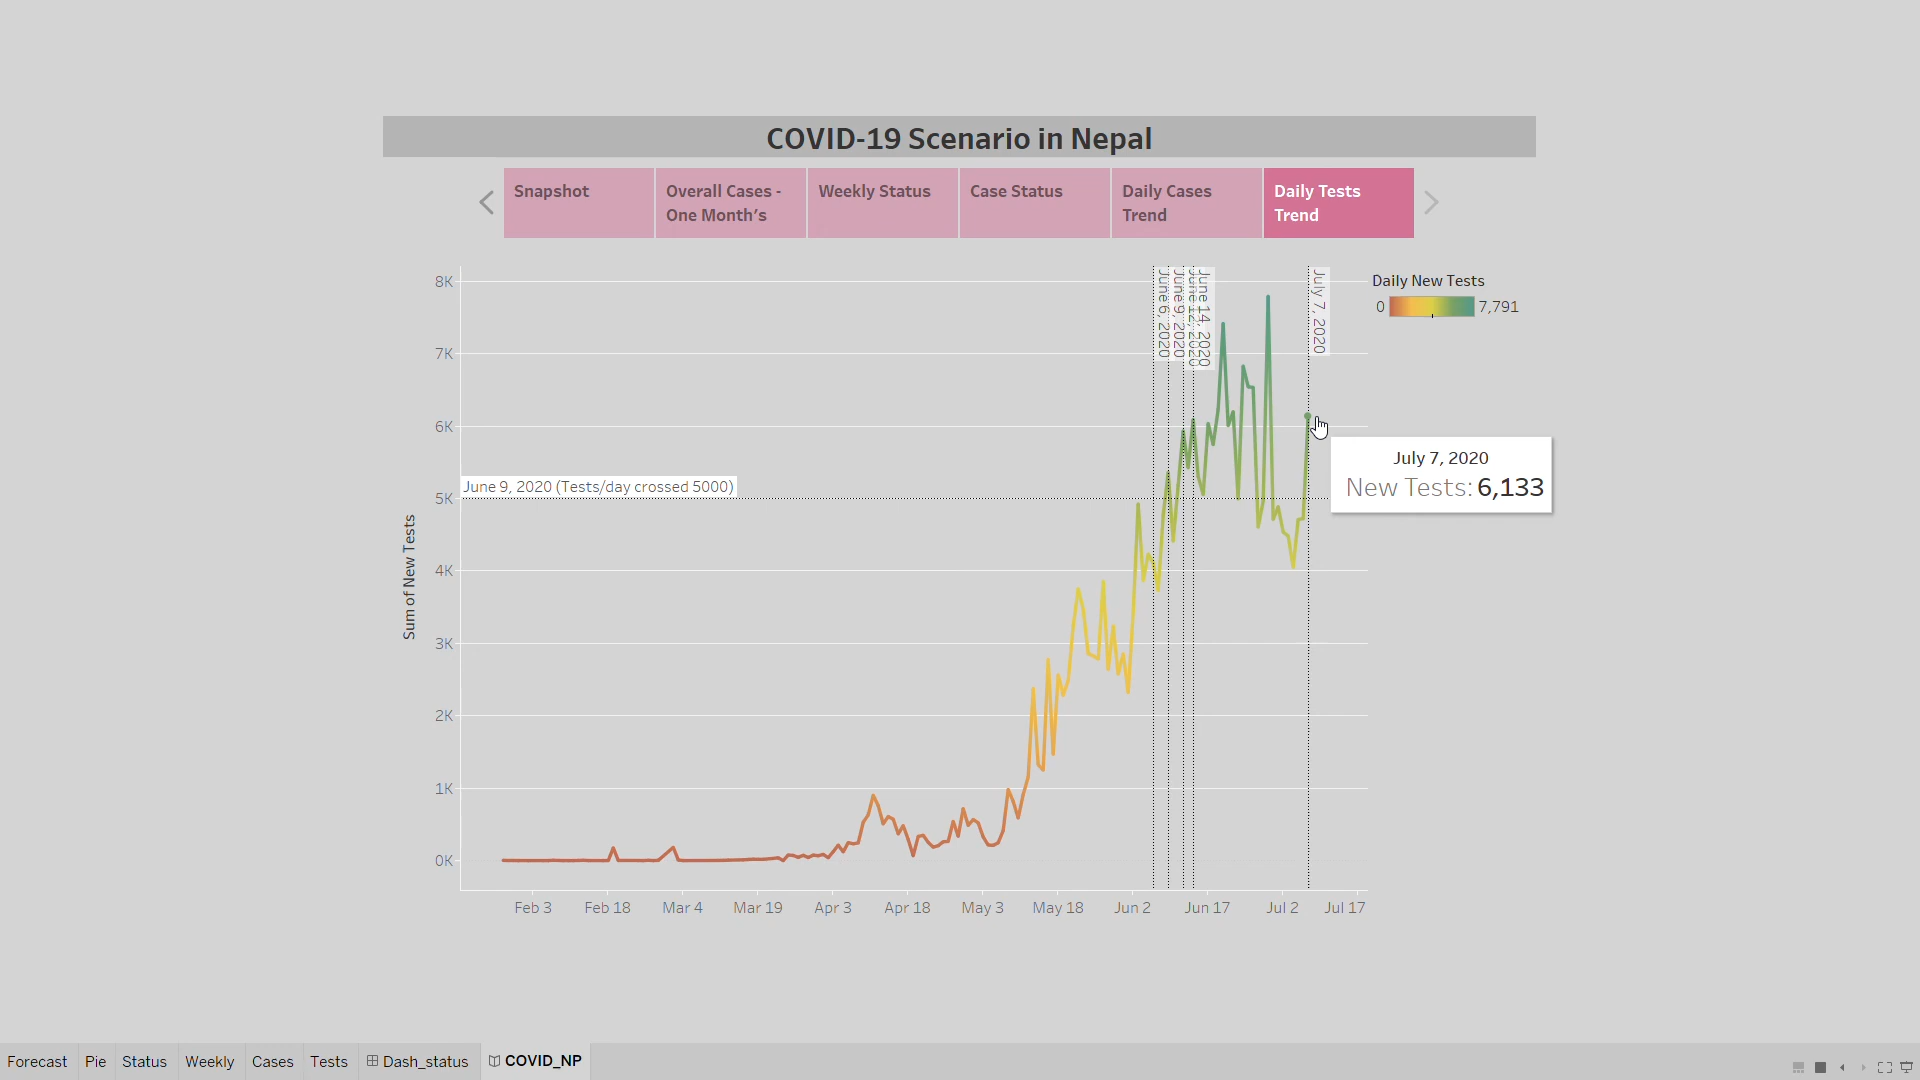 COVID-19 Scenario in Nepal
Snapshot
Overall Cases -
One Month's
Weekly Status
Case Status
Daily Cases
Trend
Daily Tests
Trend
8K
7K
6K
5K
4K
3K
2K
1K
0K
Sum of New Tests
June 6, 2020
June 9, 2020
June 12, 2020
June 14, 2020
July 7, 2020
June 9, 2020 (Tests/day crossed 5000)
Daily New Tests
0
7,791
July 7, 2020
New Tests: 6,133
Feb 3
Feb 18
Mar 4
Mar 19
Apr 3
Apr 18
May 3
May 18
Jun 2
Jun 17
Jul 2
Jul 17
Forecast
Pie
Status
Weekly
Cases
Tests
Dash_status
COVID_NP